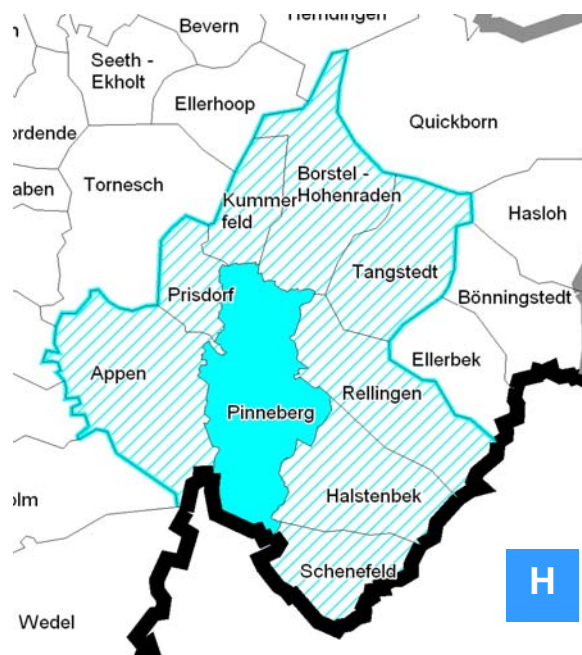 Bevern
Seeth -
Ekholt
Ellerhoop
Quickborn
Tornesch
Borstel -
Hohenraden
Kummer
feld
Hasloh
Tangstedt
Prisdorf
Bönningstedt
Ellerbek
Appen
Rellingen
Pinneberg
Halstenbek
Schenefeld
H
Wedel